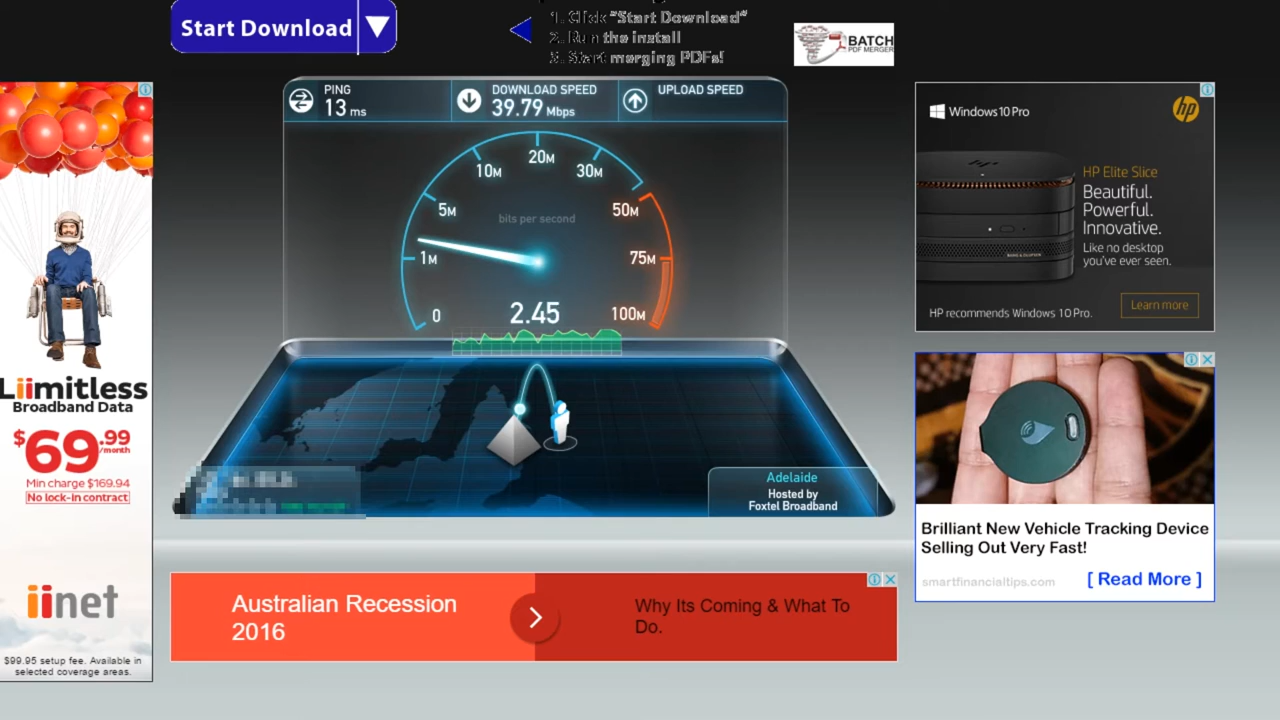 Start Download
1. Click "Start Download"
2. Run the install
3. Start merging PDFs!
BATCH
PDF MERGER
PING
13 ms
DOWNLOAD SPEED
39.79 Mbps
UPLOAD SPEED
20M
10M
30M
5M
50M
bits per second
1M
75M
0
2.45
100M
Adelaide
Hosted by
Foxtel Broadband
Liimitless
Broadband Data
$69.99
/month
Min charge $169.94
No lock-in contract
iinet
$99.95 setup fee. Available in
selected coverage areas.
Windows 10 Pro
hp
HP Elite Slice
Beautiful.
Powerful.
Innovative.
Like no desktop
you've ever seen.
BANG & OLUFSEN
HP recommends Windows 10 Pro.
Learn more
Brilliant New Vehicle Tracking Device
Selling Out Very Fast!
smartfinancialtips.com
[ Read More ]
Australian Recession
2016
Why Its Coming & What To
Do.